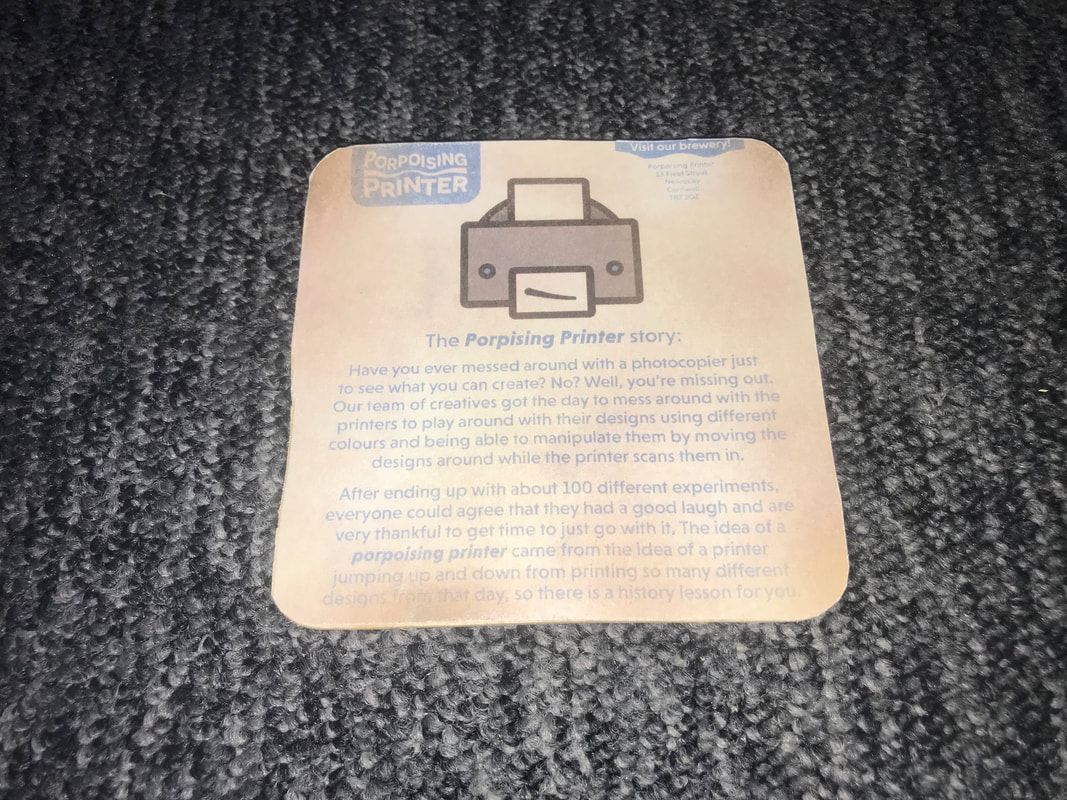 PORPOISING
PRINTER
Visit our brewery!
Porpoising Printer
Street
Newquay
Cornwall
The Porpising Printer story:
Have you ever messed around with a photocopier just
to see what you can create? No? Well, you're missing out.
Our team of creatives got the day to mess around with the
printers to play around with their designs using different
colours and being able to manipulate them by moving the
designs around while the printer scans them in.
After ending up with about 100 different experiments,
everyone could agree that they had a good laugh and are
very thankful to get time to just go with it. The idea of a
porpoising printer came from the idea of a printer
jumping up and down from printing so many different
designs from that day, so there is a history lesson for you.